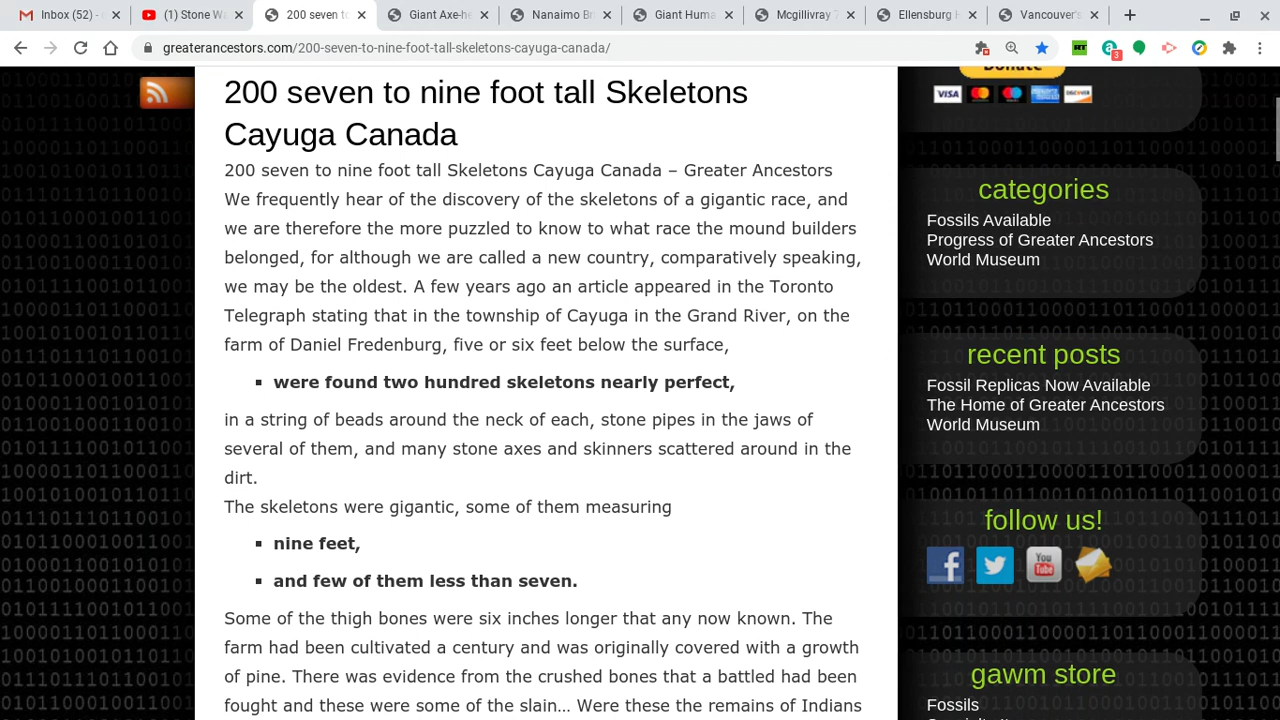 Inbox (52) -
(1) Stone Wa
200 seven to
Giant Axe-he
Nanaimo Br
Giant Huma
Mcgillivray
Ellensburg H
Vancouver's
greaterancestors.com/200-seven-to-nine-foot-tall-skeletons-cayuga-canada/
RT
3
200 seven to nine foot tall Skeletons
Cayuga Canada
200 seven to nine foot tall Skeletons Cayuga Canada – Greater Ancestors
We frequently hear of the discovery of the skeletons of a gigantic race, and
we are therefore the more puzzled to know to what race the mound builders
belonged, for although we are called a new country, comparatively speaking,
we may be the oldest. A few years ago an article appeared in the Toronto
Telegraph stating that in the township of Cayuga in the Grand River, on the
farm of Daniel Fredenburg, five or six feet below the surface,
were found two hundred skeletons nearly perfect,
in a string of beads around the neck of each, stone pipes in the jaws of
several of them, and many stone axes and skinners scattered around in the
dirt.
The skeletons were gigantic, some of them measuring
nine feet,
and few of them less than seven.
Some of the thigh bones were six inches longer that any now known. The
farm had been cultivated a century and was originally covered with a growth
of pine. There was evidence from the crushed bones that a battled had been
fought and these were some of the slain... Were these the remains of Indians
Donate
VISA
DISCOVER
categories
Fossils Available
Progress of Greater Ancestors
World Museum
recent posts
Fossil Replicas Now Available
The Home of Greater Ancestors
World Museum
follow us!
You
Tube
gawm store
Fossils